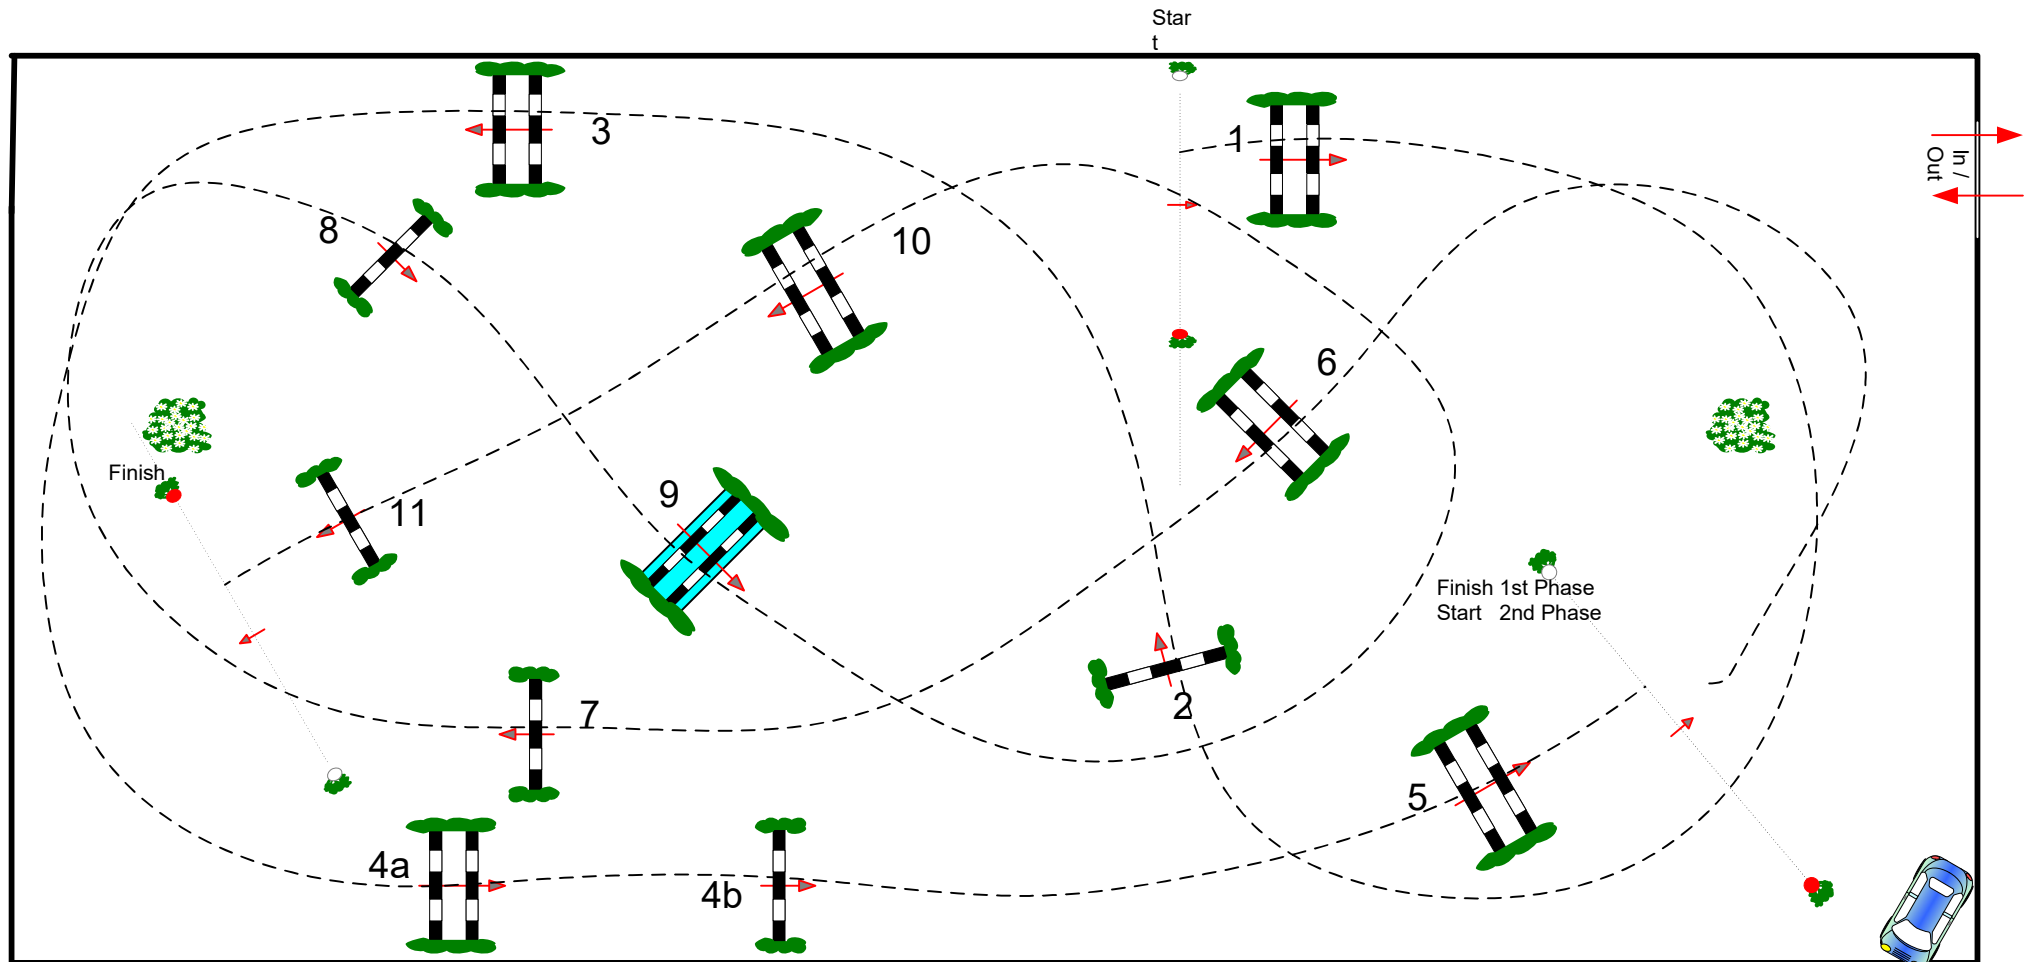 Star
t
3
1
In /
Out
8
10
6
Finish
9
11
Finish 1st Phase
Start 2nd Phase
7
2
5
4a
4b